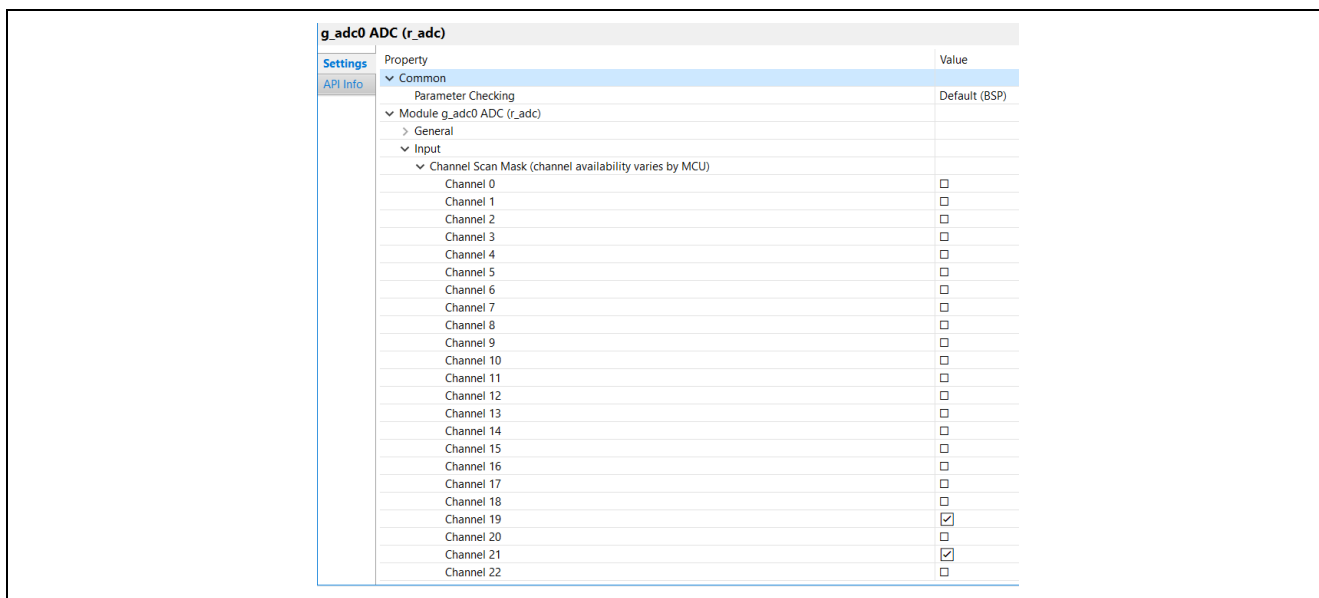 g_adc0 ADC (r_adc)
Settings
API Info
Property Value
Common
Parameter Checking Default (BSP)
Module g_adc0 ADC (r_adc)
General
Input
Channel Scan Mask (channel availability varies by MCU)
Channel 0
Channel 1
Channel 2
Channel 3
Channel 4
Channel 5
Channel 6
Channel 7
Channel 8
Channel 9
Channel 10
Channel 11
Channel 12
Channel 13
Channel 14
Channel 15
Channel 16
Channel 17
Channel 18
Channel 19
Channel 20
Channel 21
Channel 22